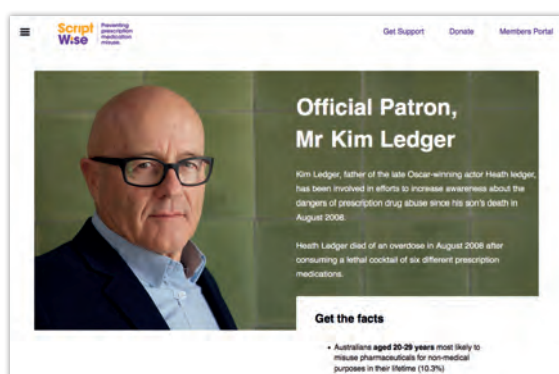 Script Wise
Preventing
prescription
medication
misuse.
Get Support Donate Members Portal
Official Patron,
Mr Kim Ledger
Kim Ledger, father of the late Oscar-winning actor Heath ledger,
has been involved in efforts to increase awareness about the
dangers of prescription drug abuse since his son's death in
August 2008.
Heath Ledger died of an overdose in August 2008 after
consuming a lethal cocktail of six different prescription
medications.
Get the facts
• Australians aged 20-29 years most likely to
misuse pharmaceuticals for non-medical
purposes in their lifetime (10.3%)